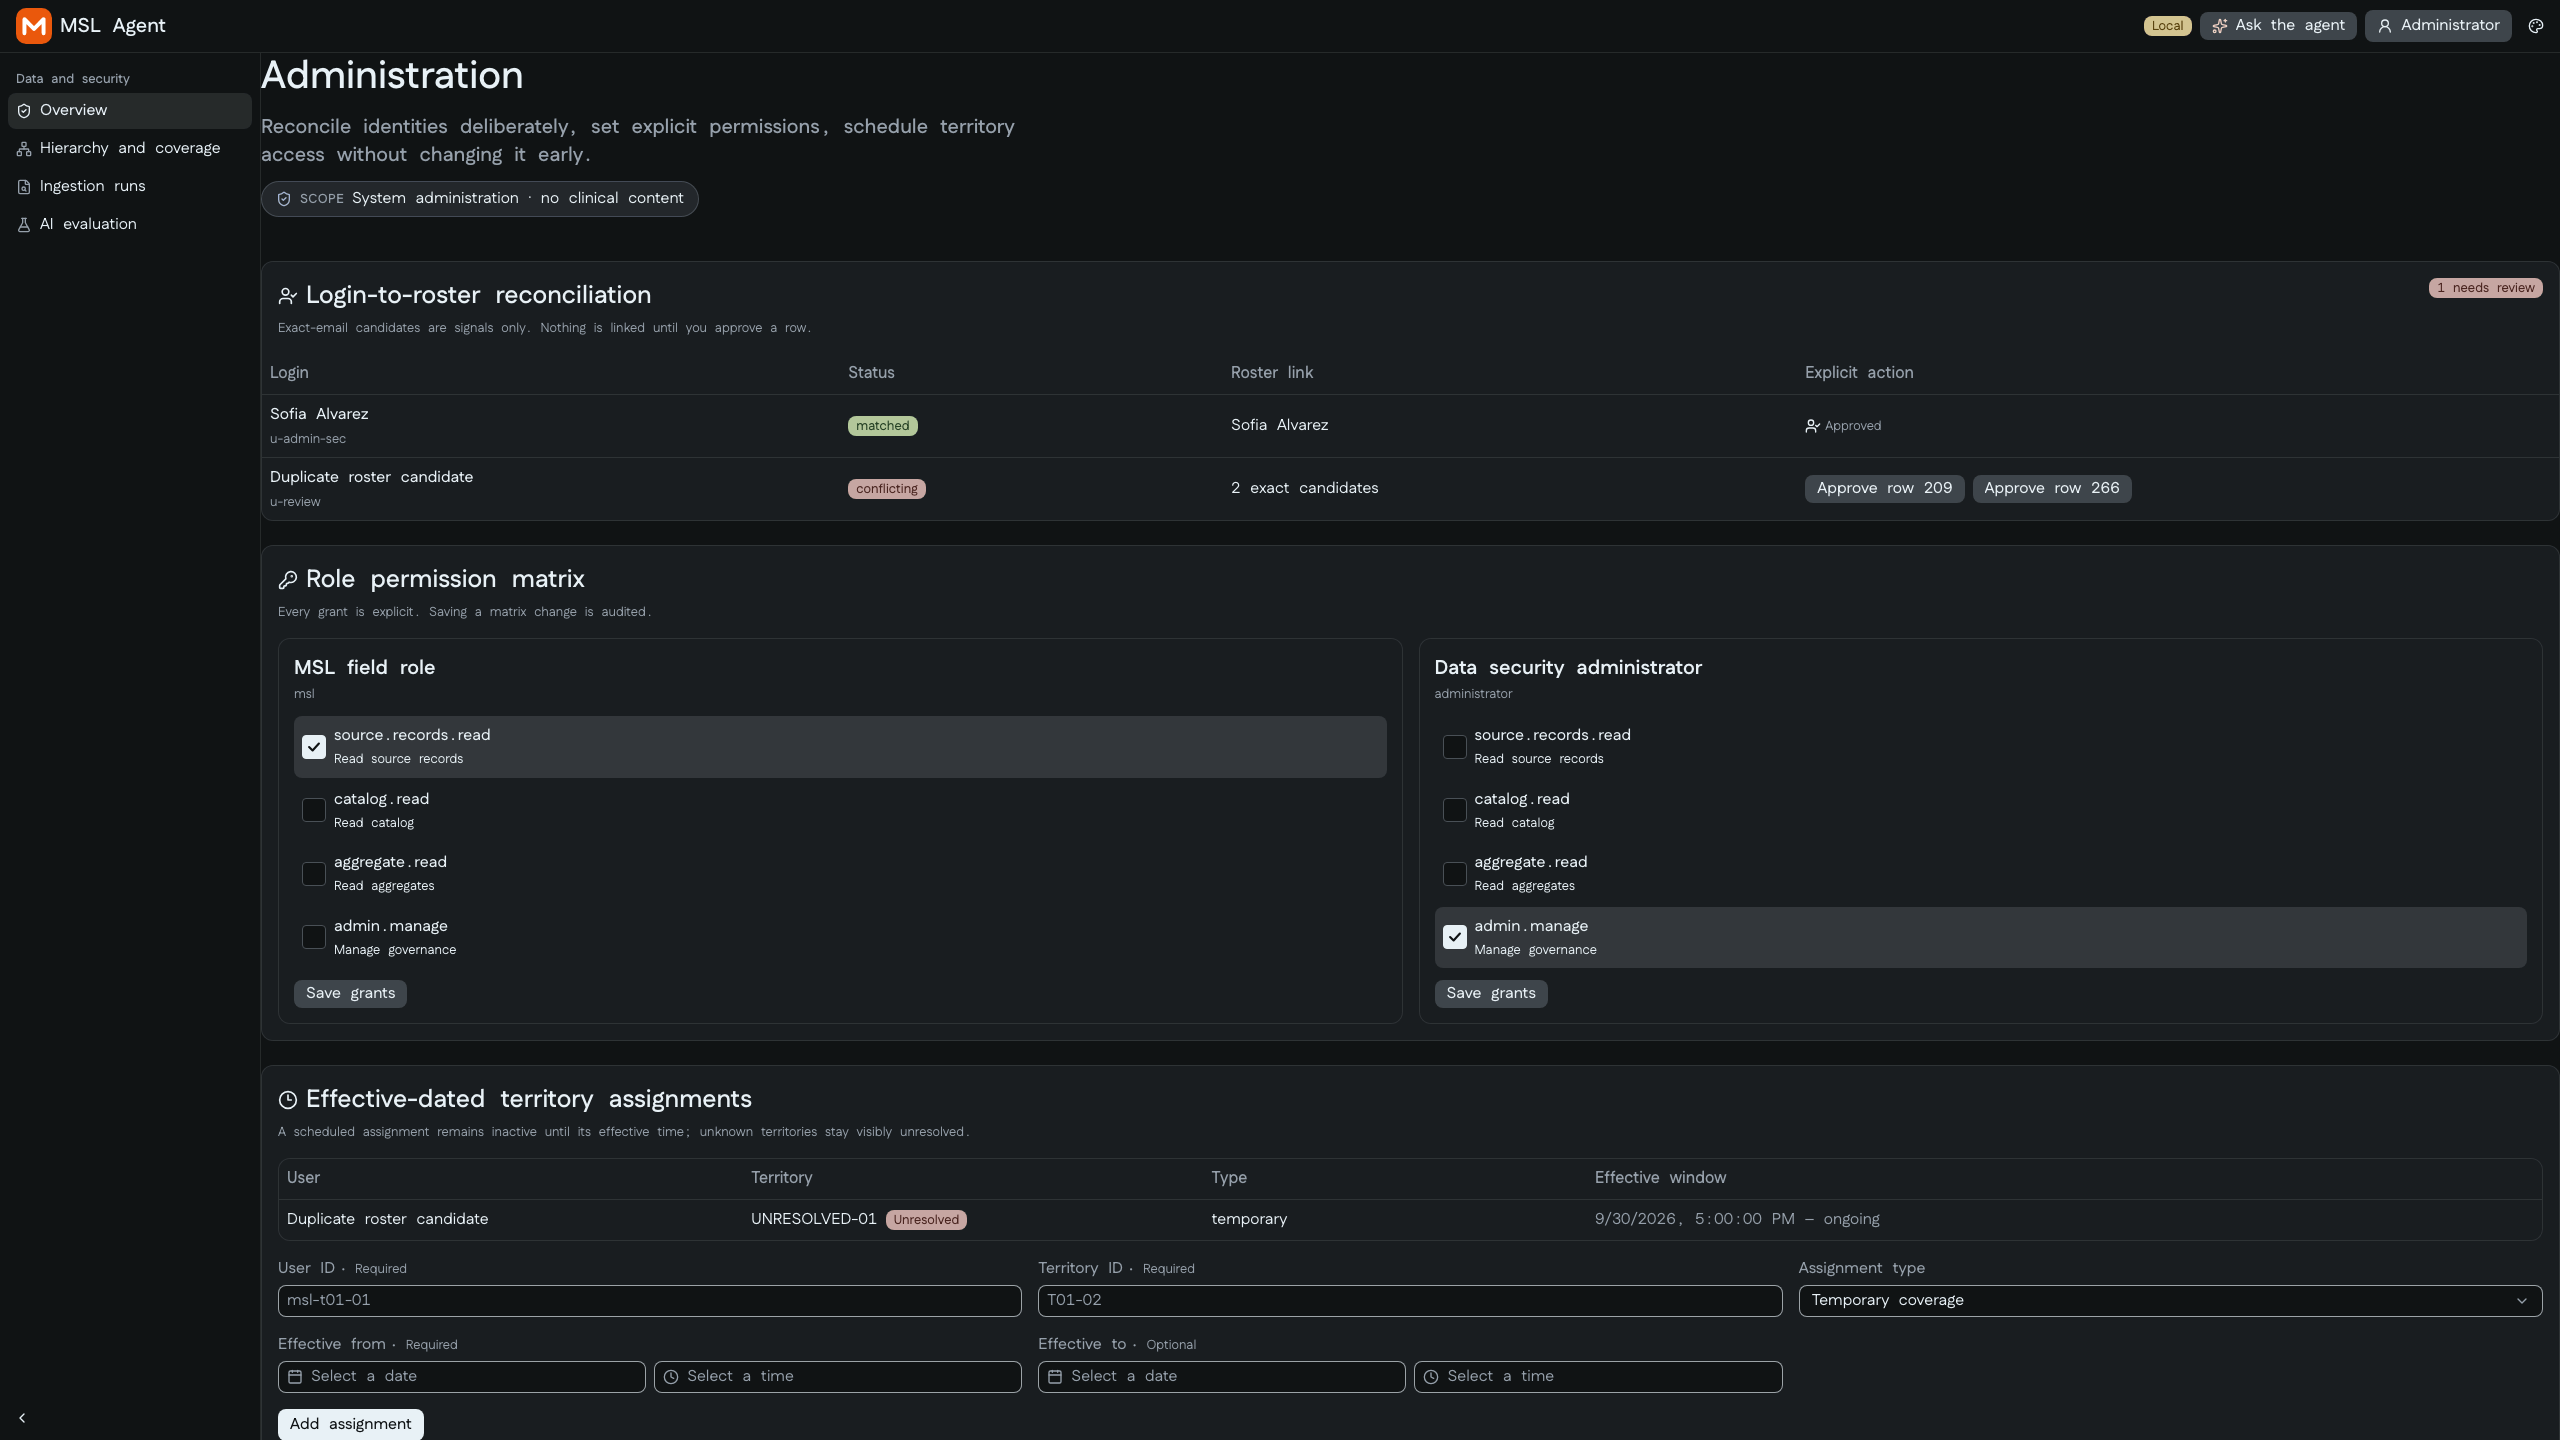 MSL Agent
Local
Ask the agent
Administrator
Data and security
Overview
Hierarchy and coverage
Ingestion runs
AI evaluation
Administration
Reconcile identities deliberately, set explicit permissions, schedule territory
access without changing it early.
SCOPE System administration · no clinical content
Login-to-roster reconciliation
1 needs review
Exact-email candidates are signals only. Nothing is linked until you approve a row.
Login Status Roster link Explicit action
Sofia Alvarez
u-admin-sec
matched
Sofia Alvarez
Approved
Duplicate roster candidate
u-review
conflicting
2 exact candidates
Approve row 209
Approve row 266
Role permission matrix
Every grant is explicit. Saving a matrix change is audited.
MSL field role
msl
source.records.read
Read source records
catalog.read
Read catalog
aggregate.read
Read aggregates
admin.manage
Manage governance
Save grants
Data security administrator
administrator
source.records.read
Read source records
catalog.read
Read catalog
aggregate.read
Read aggregates
admin.manage
Manage governance
Save grants
Effective-dated territory assignments
A scheduled assignment remains inactive until its effective time; unknown territories stay visibly unresolved.
User Territory Type Effective window
Duplicate roster candidate UNRESOLVED-01 Unresolved temporary 9/30/2026, 5:00:00 PM – ongoing
User ID · Required
msl-t01-01
Territory ID · Required
T01-02
Assignment type
Temporary coverage
Effective from · Required
Select a date
Select a time
Effective to · Optional
Select a date
Select a time
Add assignment